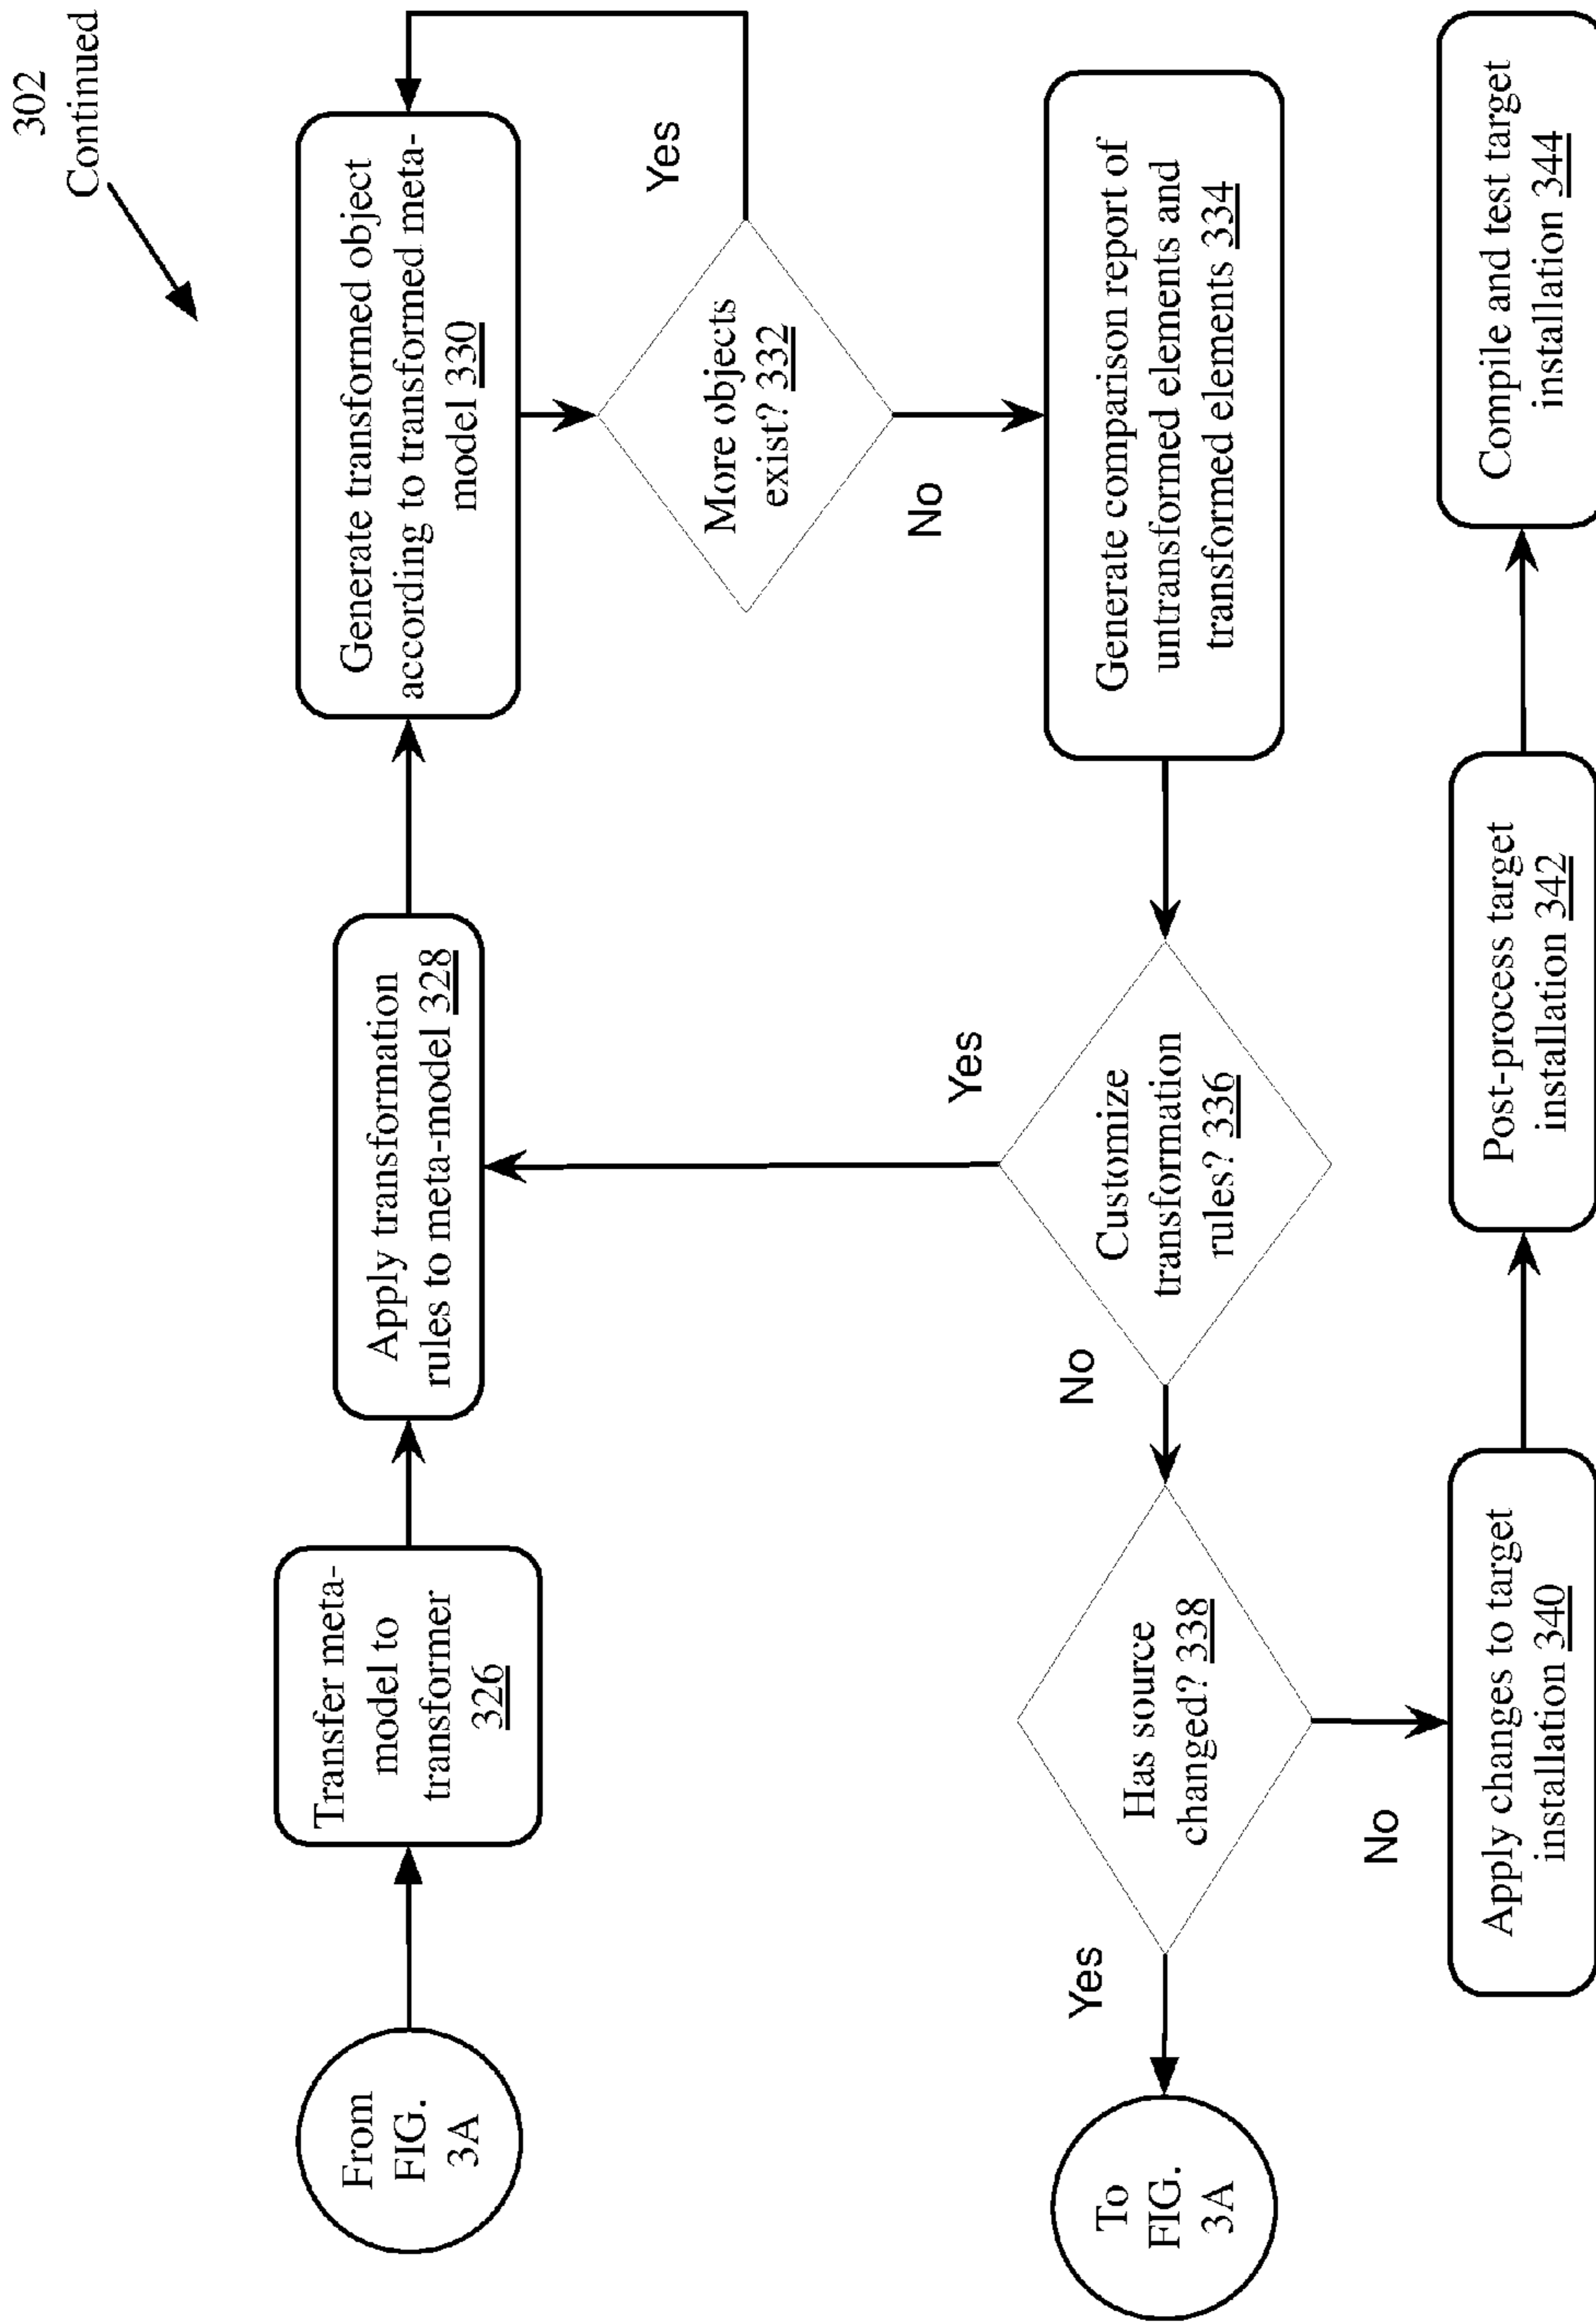 302
Continued
From
FIG.
3A
Transfer meta-
model to
transformer
326
Apply transformation
rules to meta-model 328
Generate transformed object
according to transformed meta-
model 330
More objects
exist? 332
Yes
No
Generate comparison report of
untransformed elements and
transformed elements 334
Customize
transformation
rules? 336
Yes
No
Has source
changed? 338
Yes
No
To
FIG.
3A
Apply changes to target
installation 340
Post-process target
installation 342
Compile and test target
installation 344